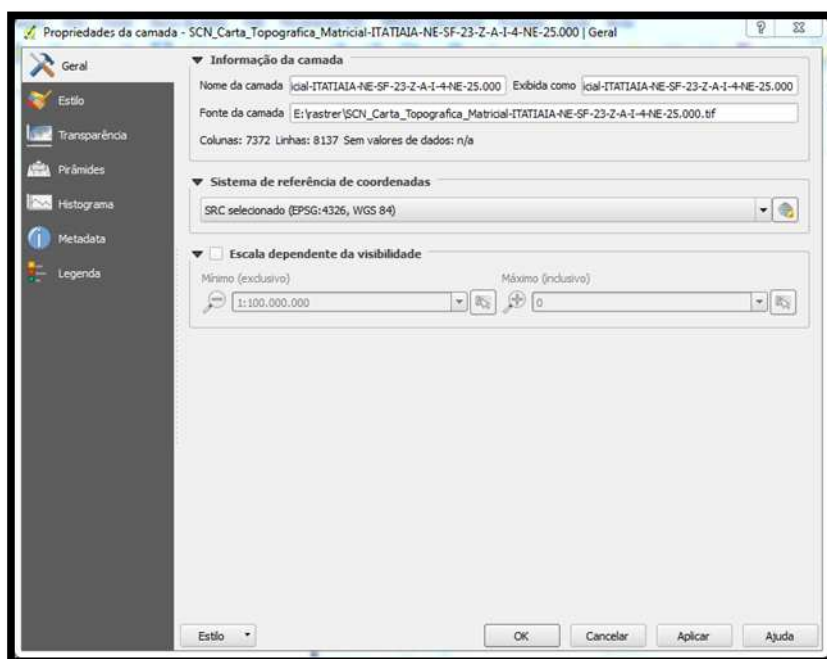 Propriedades da camada - SCN_Carta_Topografica_Matricial-ITATIAIA-NE-SF-23-Z-A-I-4-NE-25.000 | Geral
Geral
Estilo
Transparência
Pirâmides
Histograma
Metadata
Legenda
Informação da camada
Nome da camada icial-ITATIAIA-NE-SF-23-Z-A-I-4-NE-25.000 Exibida como icial-ITATIAIA-NE-SF-23-Z-A-I-4-NE-25.000
Fonte da camada E:\rastrer\SCN_Carta_Topografica_Matricial-ITATIAIA-NE-SF-23-Z-A-I-4-NE-25.000.tif
Colunas: 7372 Linhas: 8137 Sem valores de dados: n/a
Sistema de referência de coordenadas
SRC selecionado (EPSG:4326, WGS 84)
Escala dependente da visibilidade
Mínimo (exclusivo) Máximo (inclusivo)
1:100.000.000 0
Estilo OK Cancelar Aplicar Ajuda